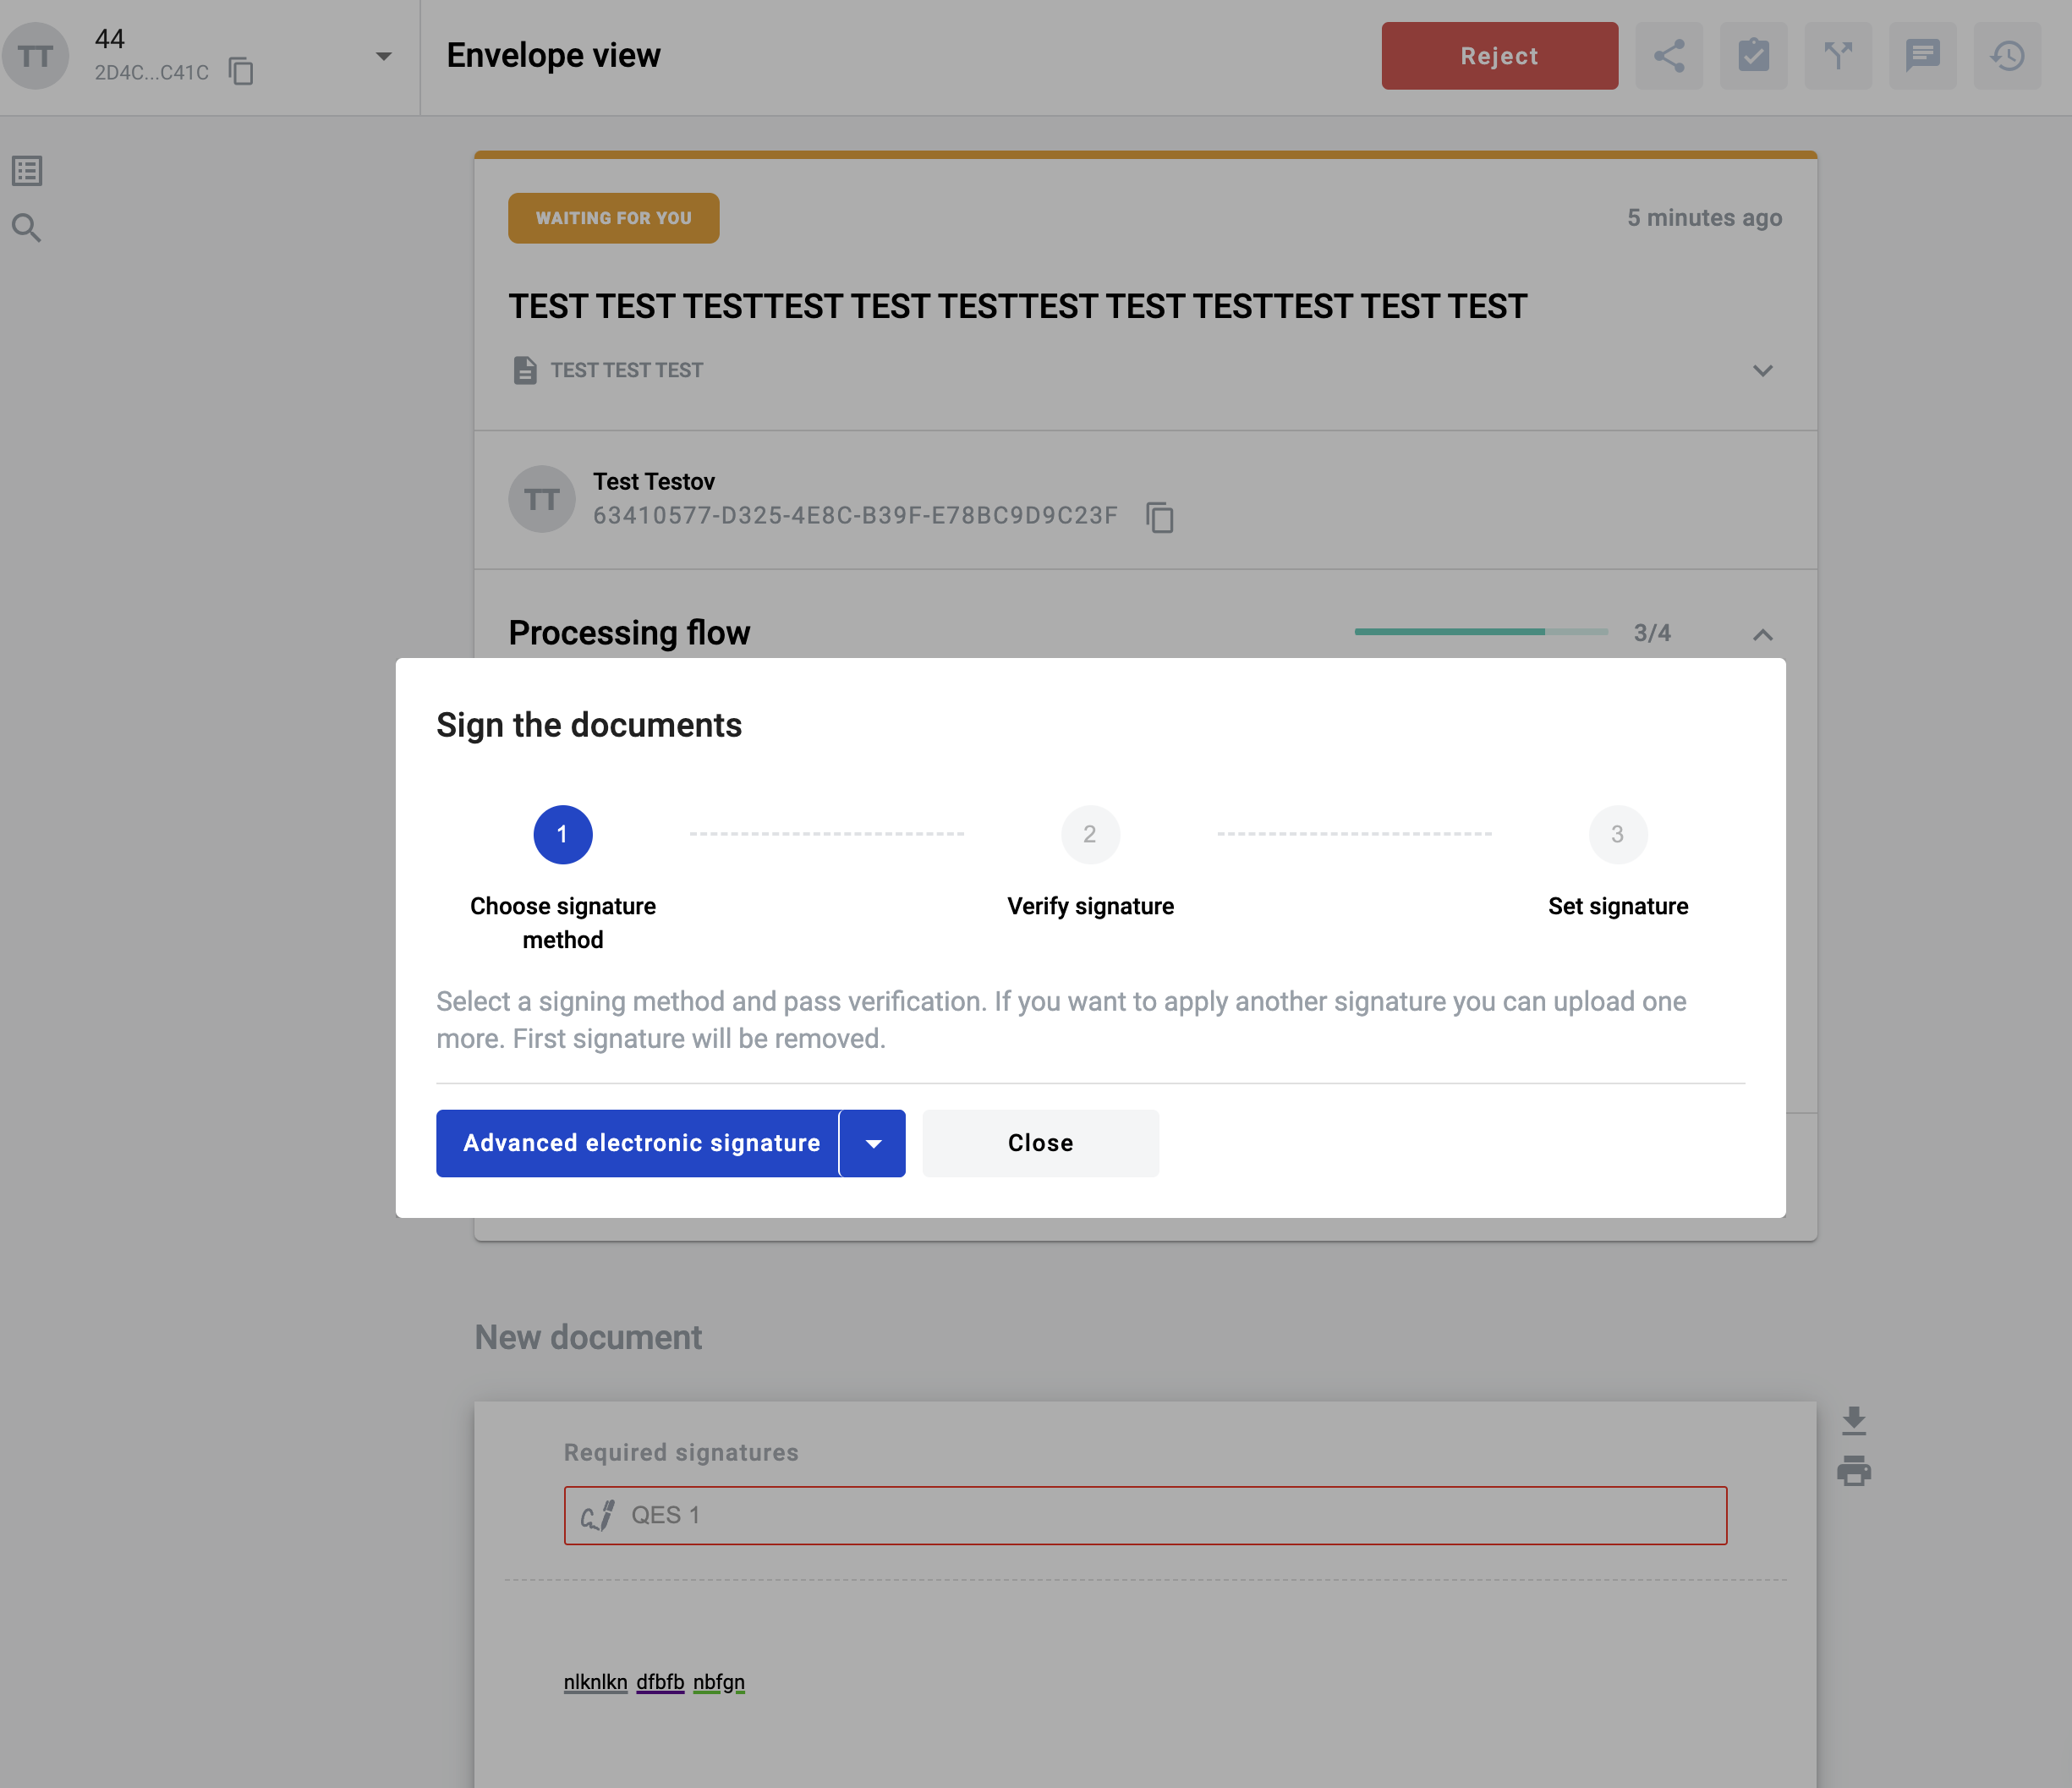 TT
44
2D4C...C41C
Envelope view
Reject
WAITING FOR YOU
5 minutes ago
TEST TEST TESTTEST TEST TESTTEST TEST TESTTEST TEST TEST
TEST TEST TEST
TT
Test Testov
63410577-D325-4E8C-B39F-E78BC9D9C23F
Processing flow
3/4
Sign the documents
1
2
3
Choose signature
method
Verify signature
Set signature
Select a signing method and pass verification. If you want to apply another signature you can upload one
more. First signature will be removed.
Advanced electronic signature
Close
New document
Required signatures
QES 1
nlknlkn dfbfb nbfgn